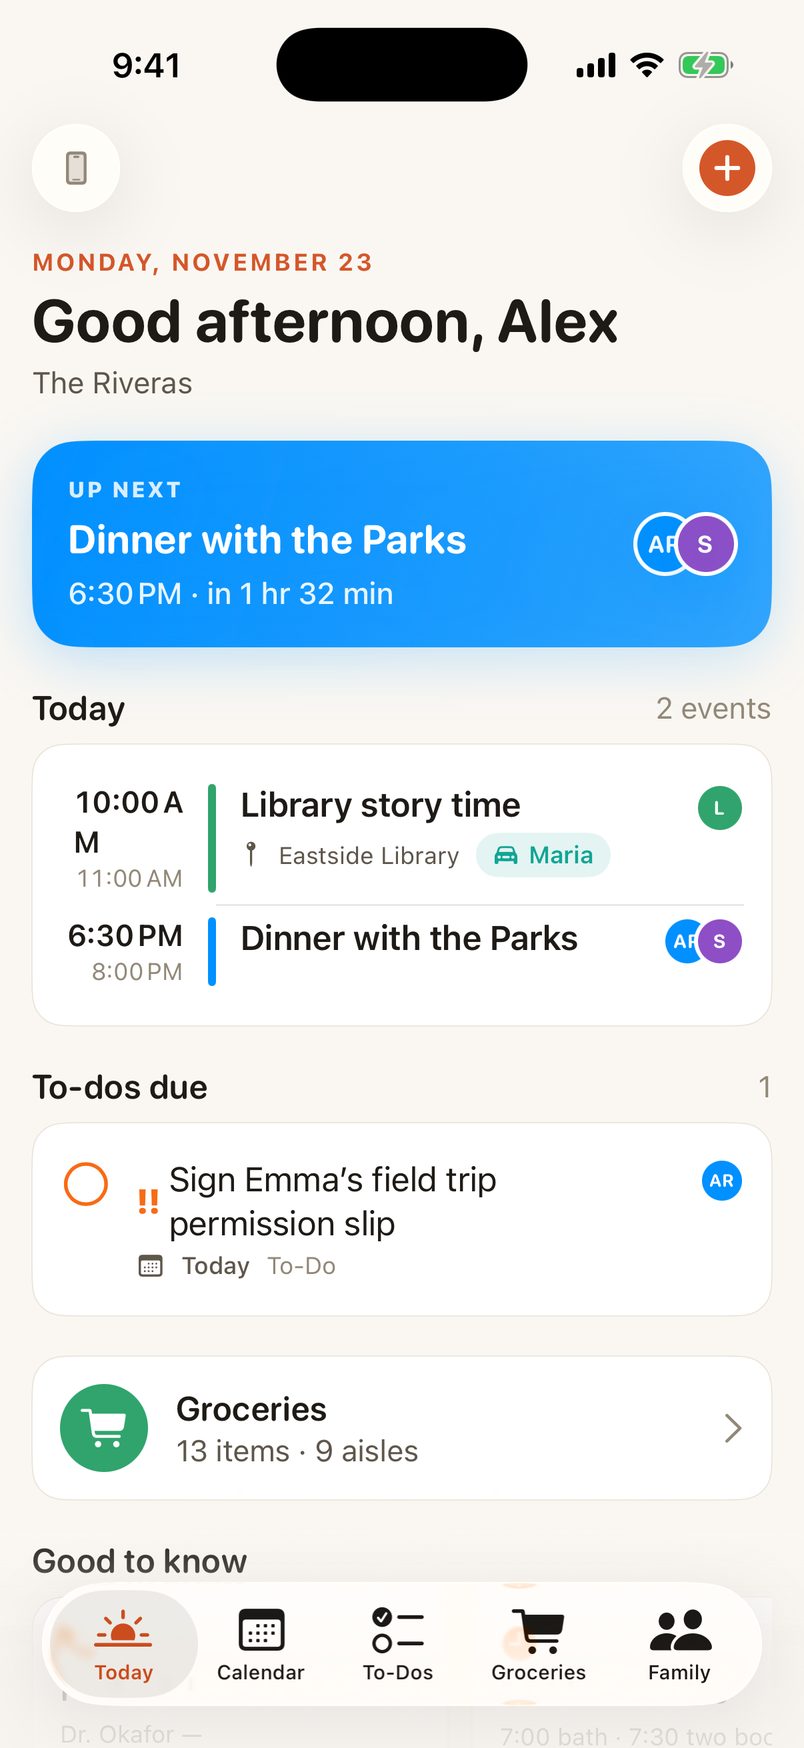 9:41
MONDAY, NOVEMBER 23
Good afternoon, Alex
The Riveras
UP NEXT
Dinner with the Parks
6:30 PM · in 1 hr 32 min
S
Today
2 events
10:00 A
M
11:00 AM
Library story time
L
Eastside Library
Maria
6:30 PM
8:00 PM
Dinner with the Parks
S
To-dos due
1
!!
Sign Emma’s field trip
permission slip
AR
Today To-Do
Groceries
13 items · 9 aisles
Good to know
Today
Calendar
To-Dos
Groceries
Family
Dr. Okafor —
7:00 bath · 7:30 two